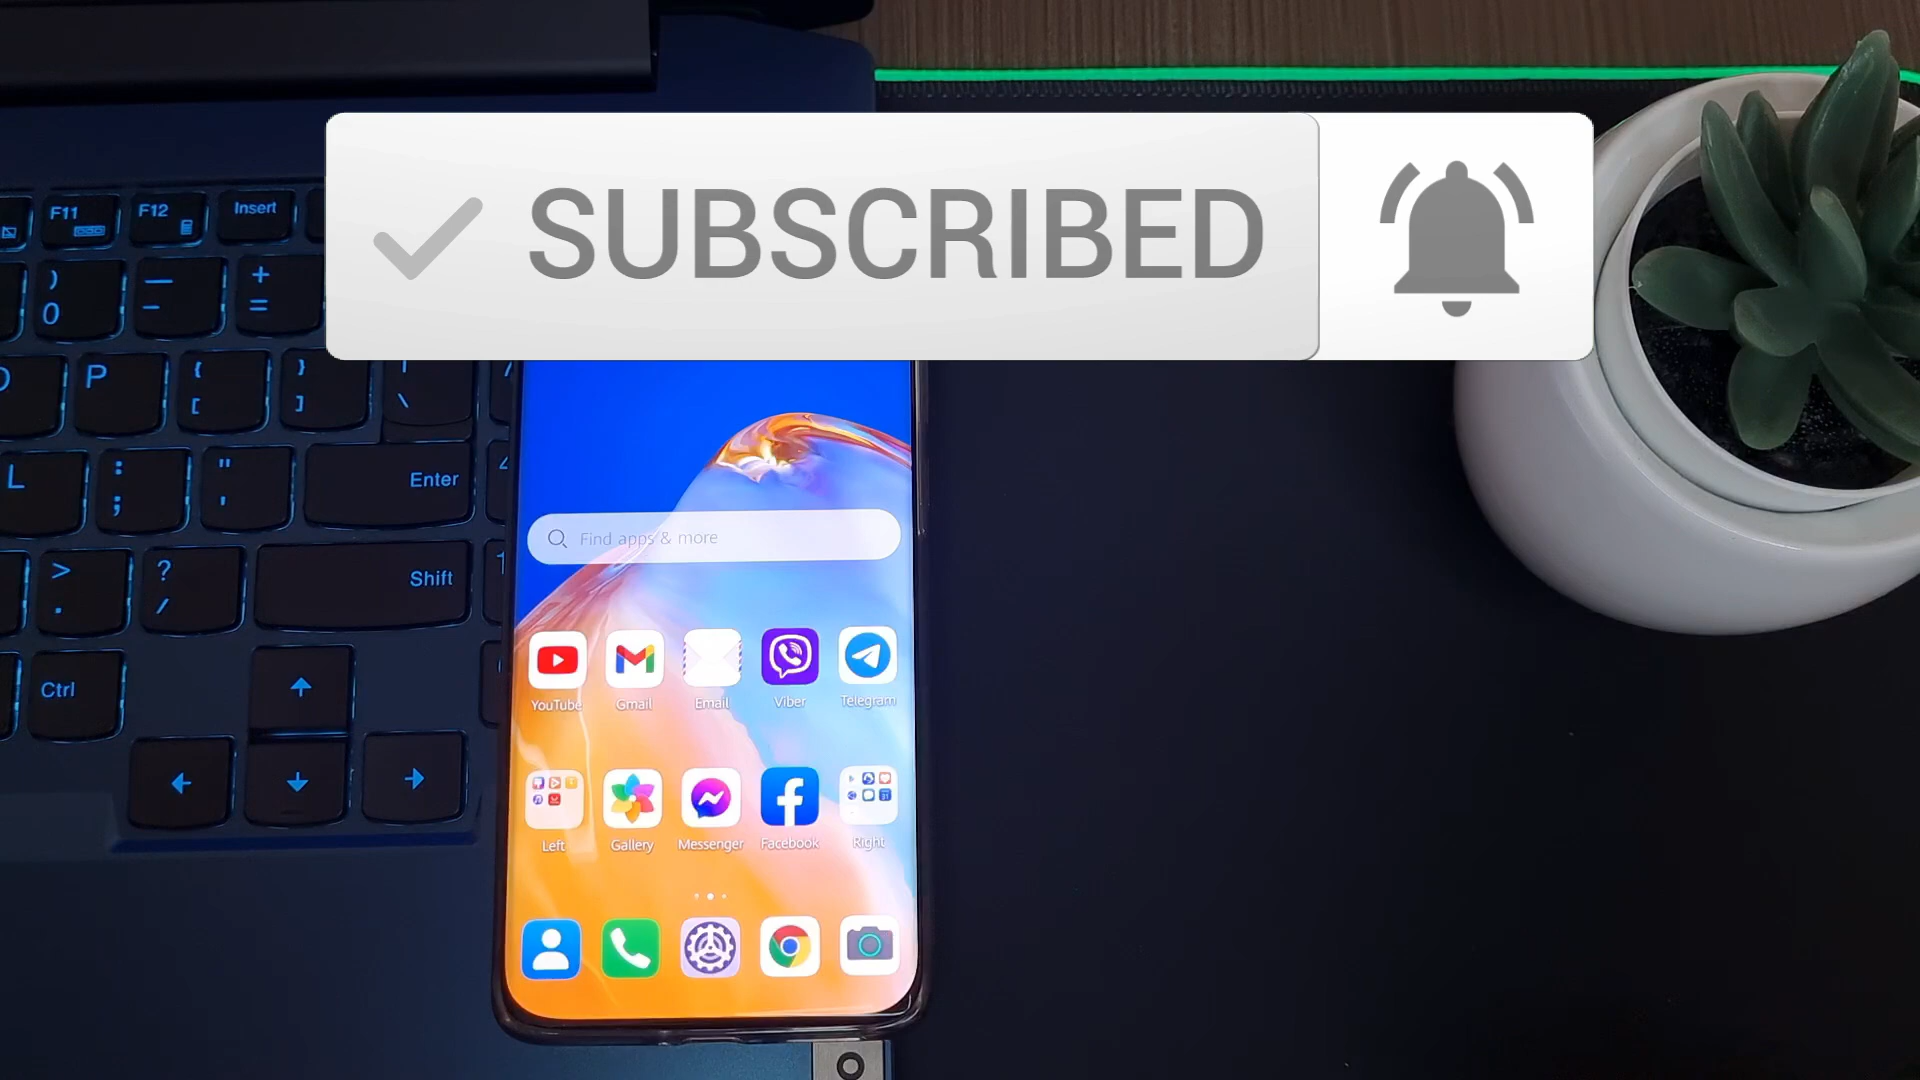 SUBSCRIBED
F11
F12
Insert
)
0
—
-
+
=
P
{
[
}
]
\
L
:
;
"
'
Enter
>
.
?
/
Shift
Ctrl
Find apps & more
YouTube
Gmail
Email
Viber
Telegram
Left
Gallery
Messenger
Facebook
Right